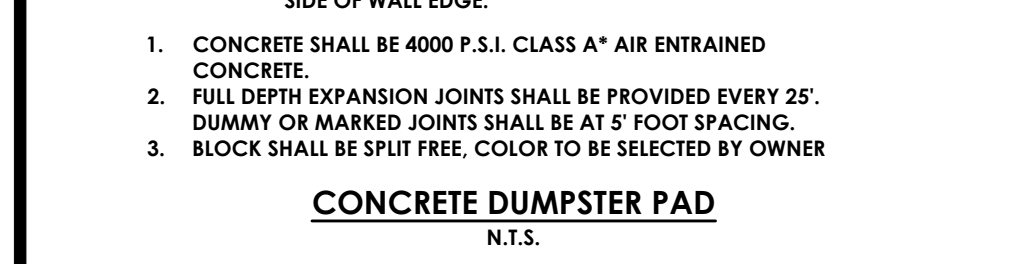 SIDE OF WALL EDGE.
1. CONCRETE SHALL BE 4000 P.S.I. CLASS A* AIR ENTRAINED
CONCRETE.
2. FULL DEPTH EXPANSION JOINTS SHALL BE PROVIDED EVERY 25'.
DUMMY OR MARKED JOINTS SHALL BE AT 5' FOOT SPACING.
3. BLOCK SHALL BE SPLIT FREE, COLOR TO BE SELECTED BY OWNER
CONCRETE DUMPSTER PAD
N.T.S.